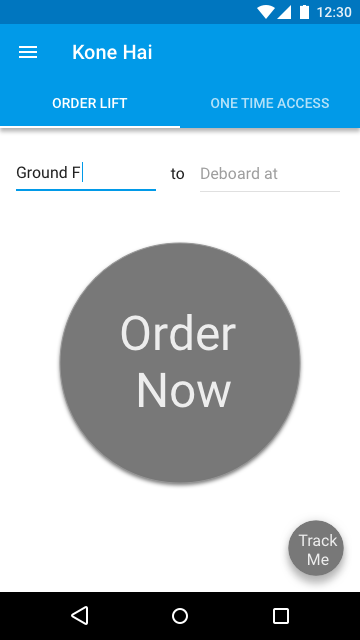 12:30
Kone Hai
ORDER LIFT
ONE TIME ACCESS
Ground F
to
Deboard at
Order
Now
Track
Me